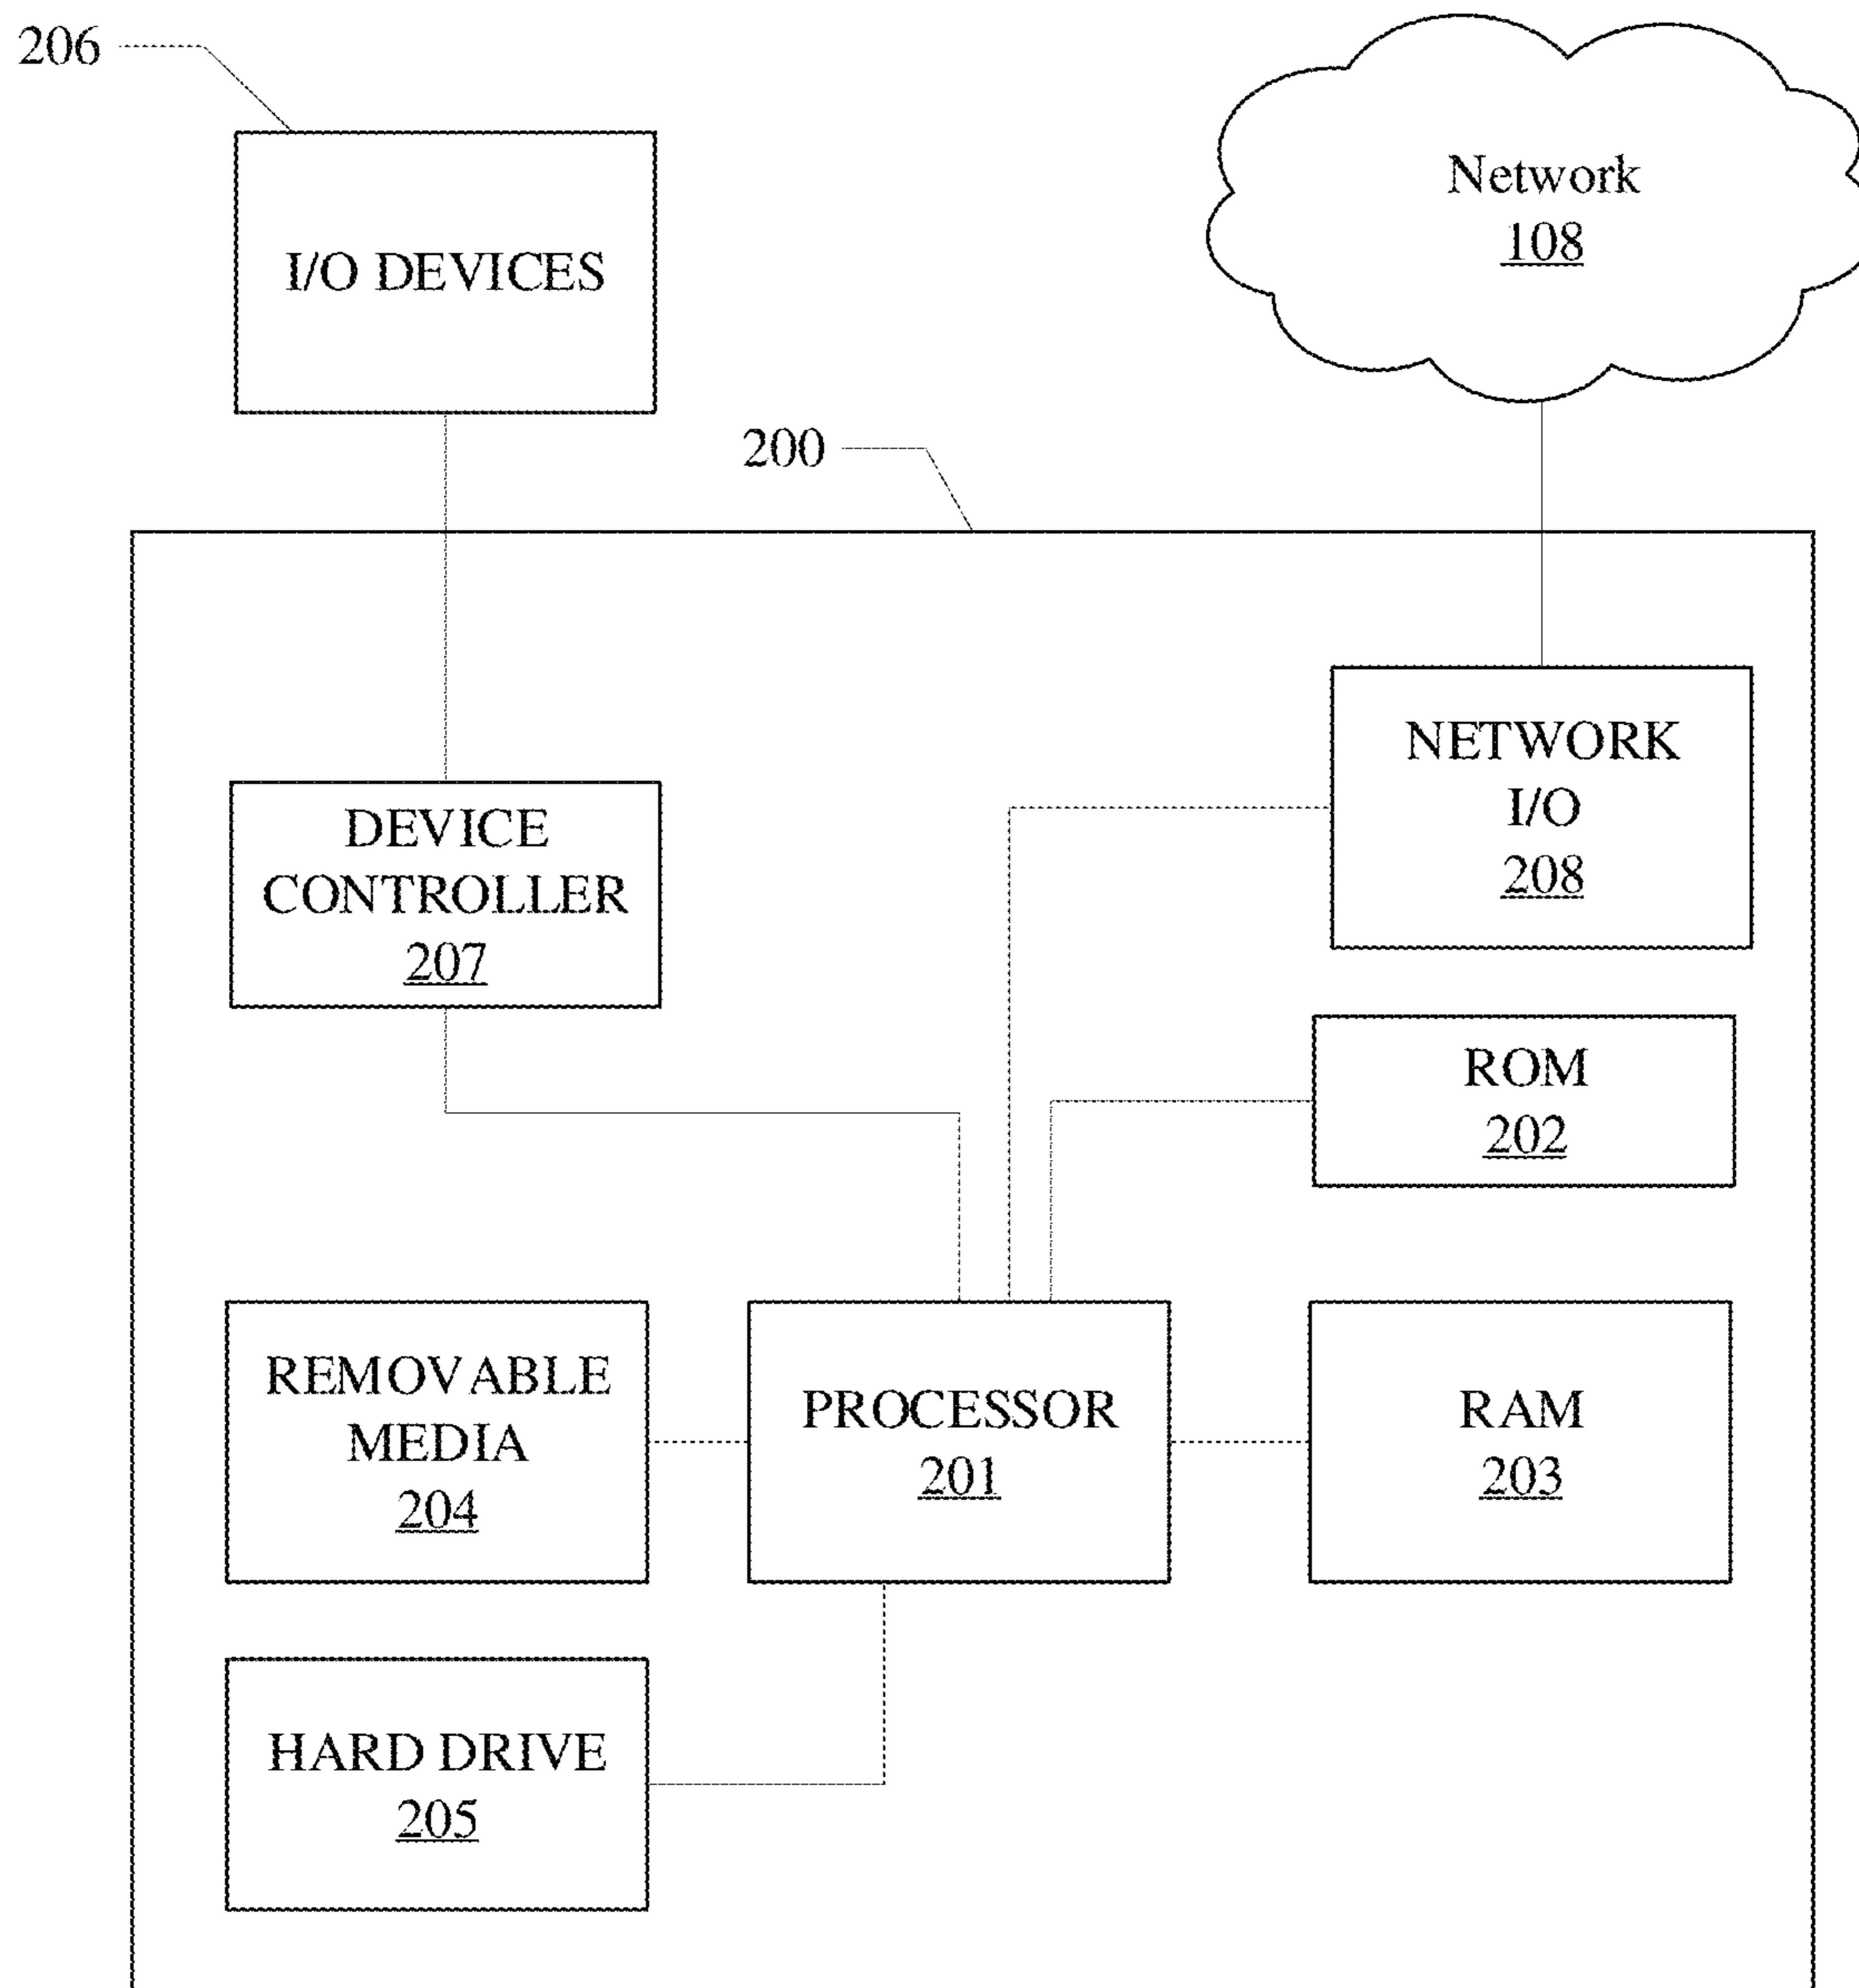 206
I/O DEVICES
Network
108
200
NETWORK
I/O
208
DEVICE
CONTROLLER
207
ROM
202
REMOVABLE
MEDIA
204
PROCESSOR
201
RAM
203
HARD DRIVE
205